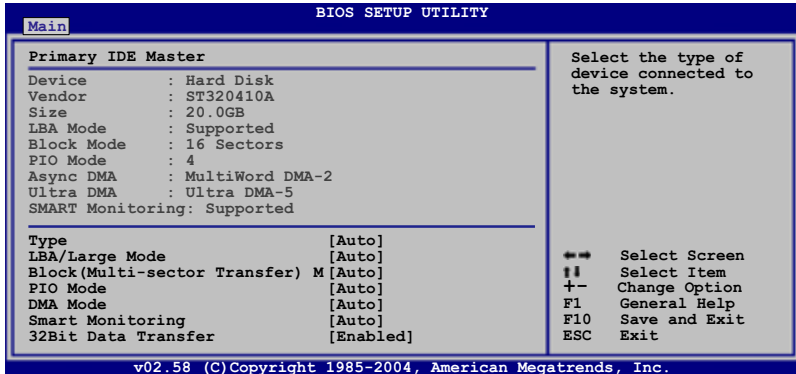 BIOS SETUP UTILITY
Main
Primary IDE Master
Device : Hard Disk
Vendor : ST320410A
Size : 20.0GB
LBA Mode : Supported
Block Mode : 16 Sectors
PIO Mode : 4
Async DMA : MultiWord DMA-2
Ultra DMA : Ultra DMA-5
SMART Monitoring: Supported
Type [Auto]
LBA/Large Mode [Auto]
Block(Multi-sector Transfer) M[Auto]
PIO Mode [Auto]
DMA Mode [Auto]
Smart Monitoring [Auto]
32Bit Data Transfer [Enabled]
Select the type of
device connected to
the system.
←→ Select Screen
↑↓ Select Item
+- Change Option
F1 General Help
F10 Save and Exit
ESC Exit
v02.58 (C)Copyright 1985-2004, American Megatrends, Inc.